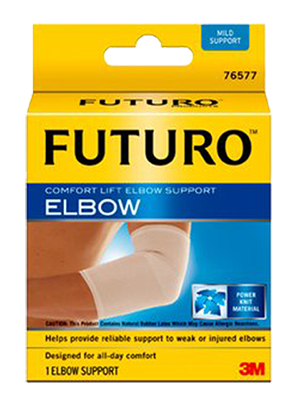 MILD
SUPPORT
76577
FUTURO
FUTURO™
COMFORT LIFT ELBOW SUPPORT
ELBOW
POWER
KNIT
MATERIAL
CAUTION: This Product Contains Natural Rubber Latex Which May Cause Allergic Reactions.
Helps provide reliable support to weak or injured elbows
Designed for all-day comfort
1 ELBOW SUPPORT
3M